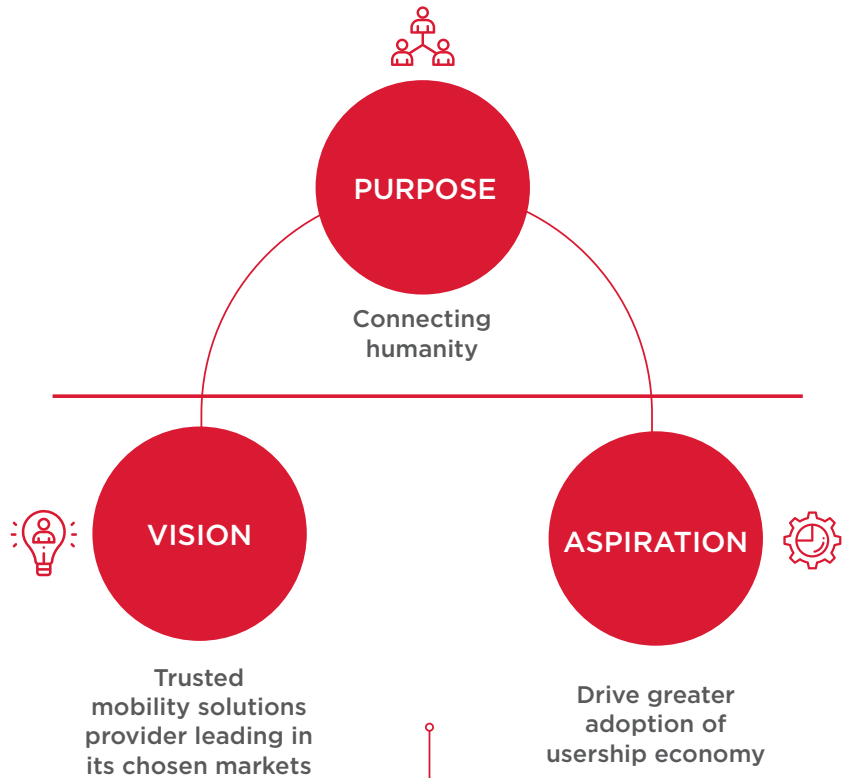 PURPOSE
Connecting
humanity
VISION
Trusted
mobility solutions
provider leading in
its chosen markets
ASPIRATION
Drive greater
adoption of
usership economy